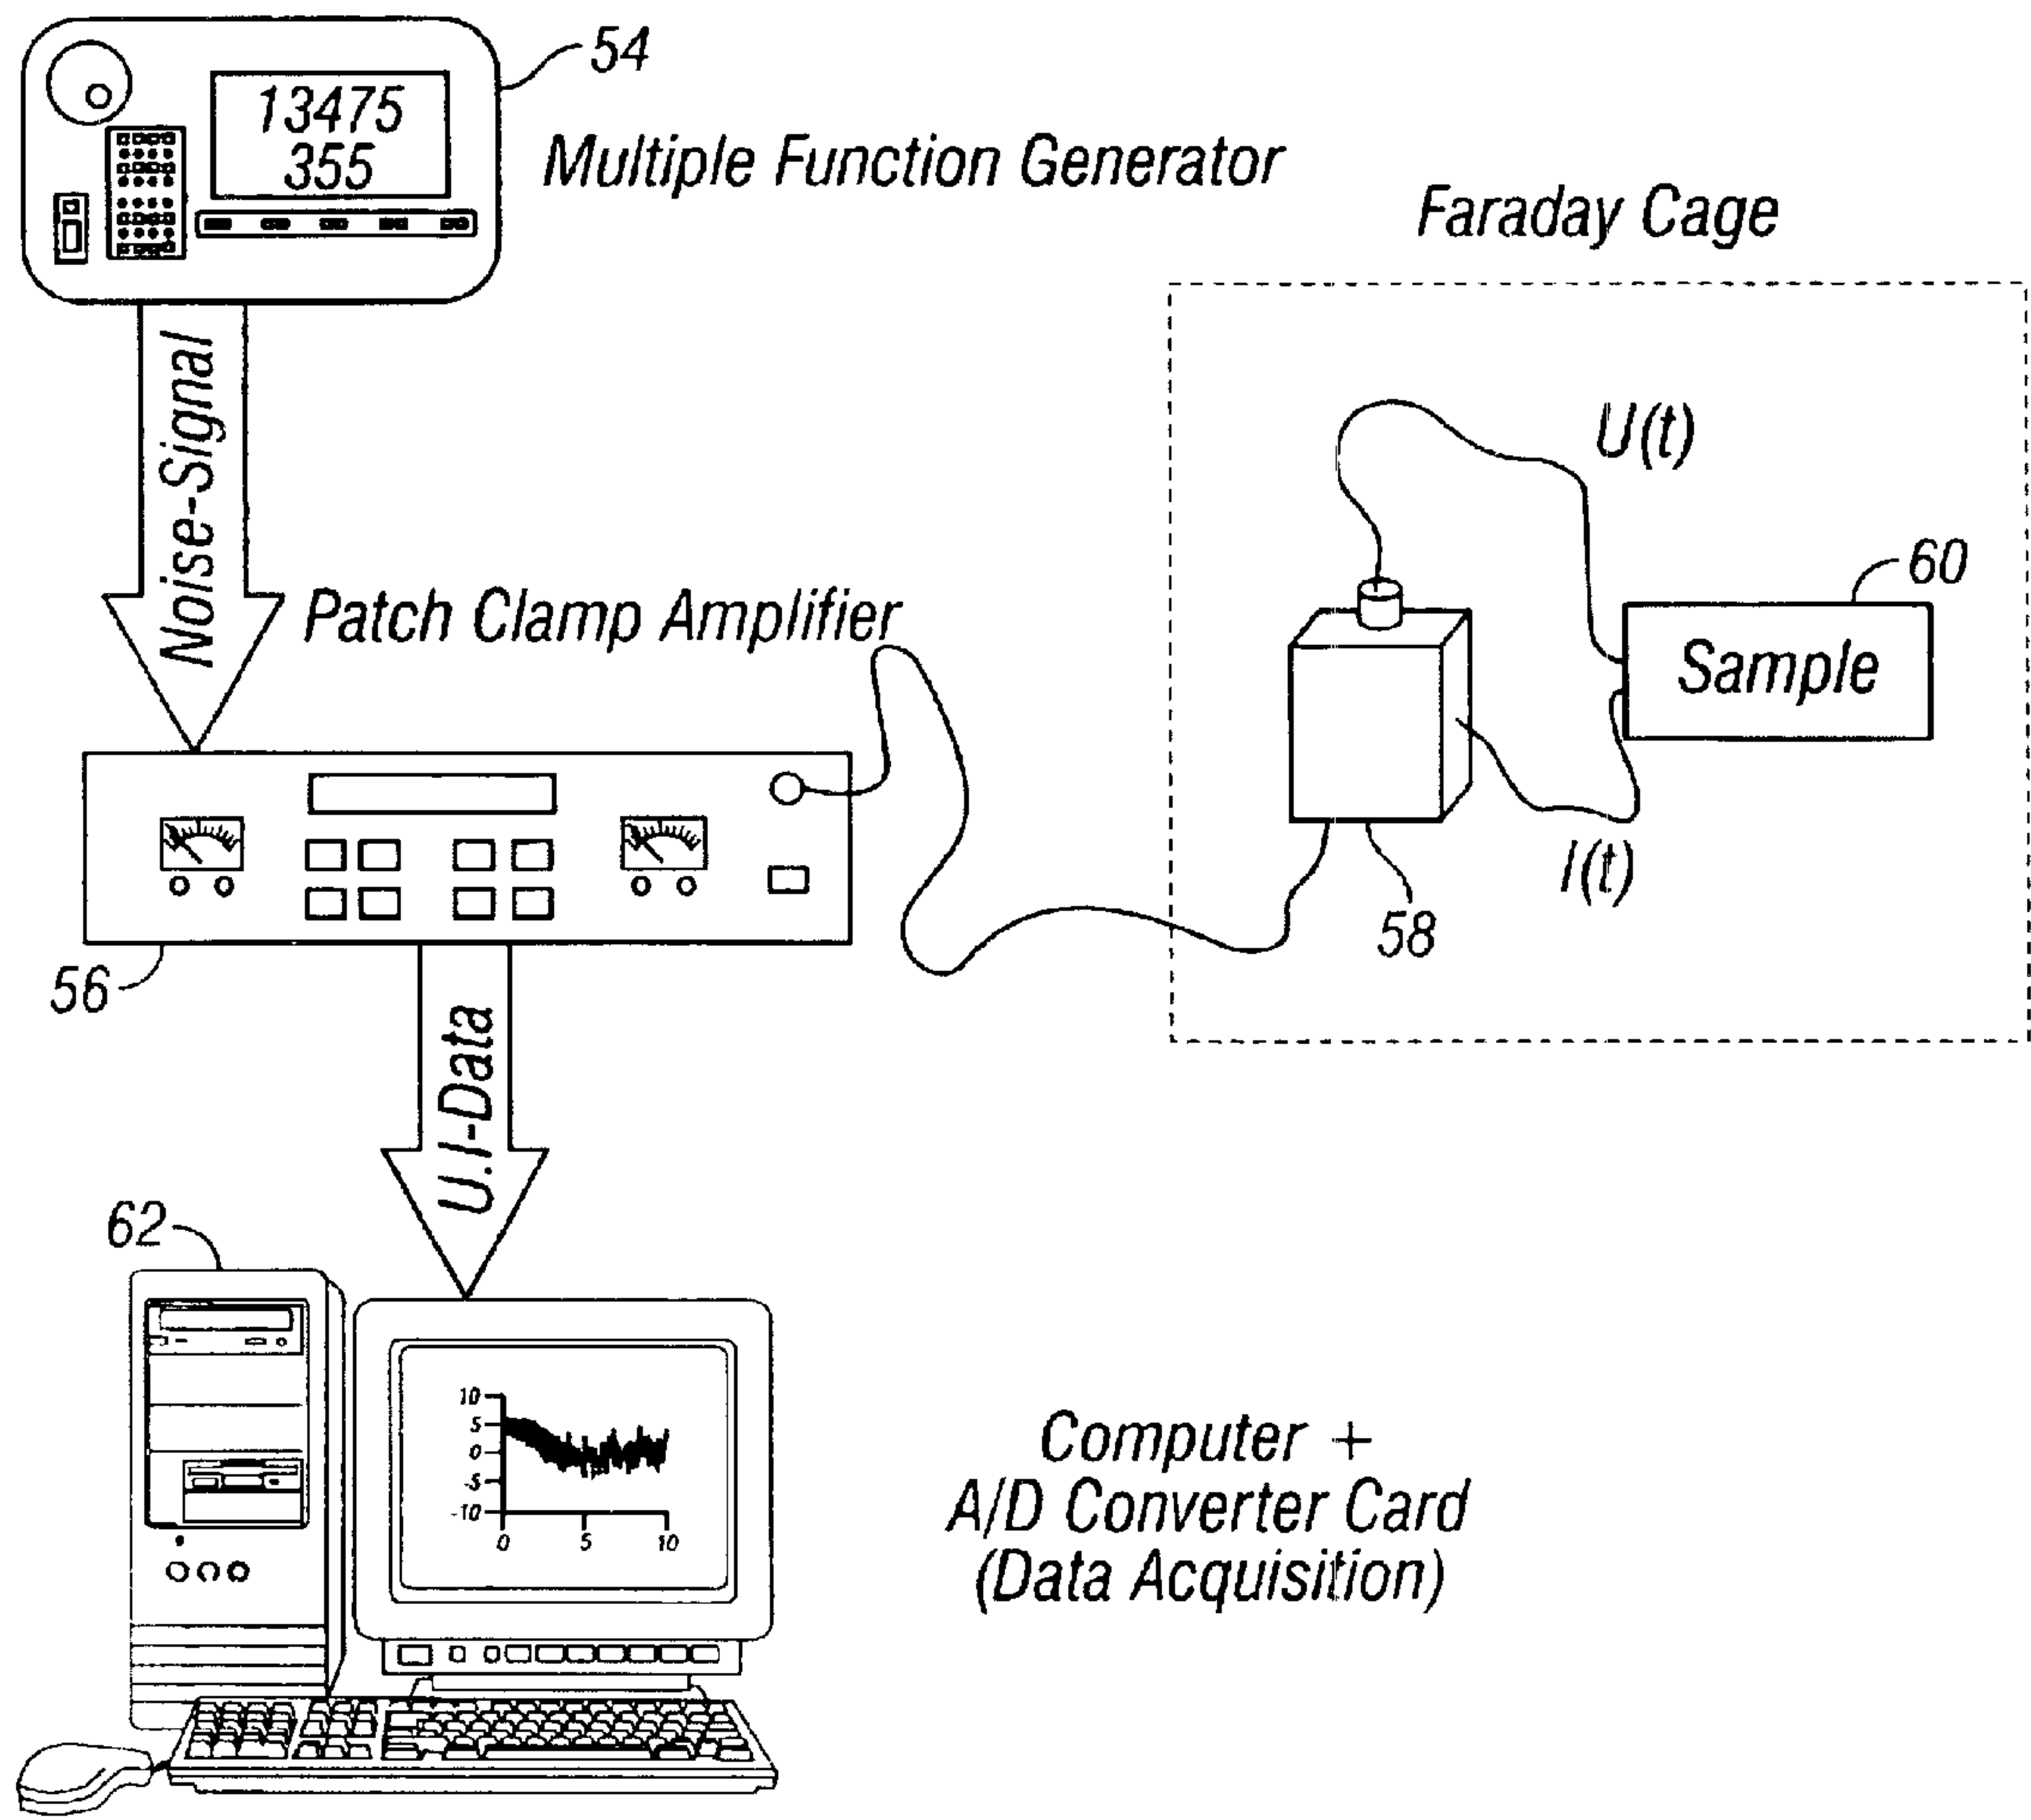 54
13475
355
Multiple Function Generator
Faraday Cage
Noise-Signal
U(t)
60
Patch Clamp Amplifier
Sample
I(t)
58
56
U.I-Data
62
10
5
0
-5
-10
0 5 10
Computer +
A/D Converter Card
(Data Acquisition)